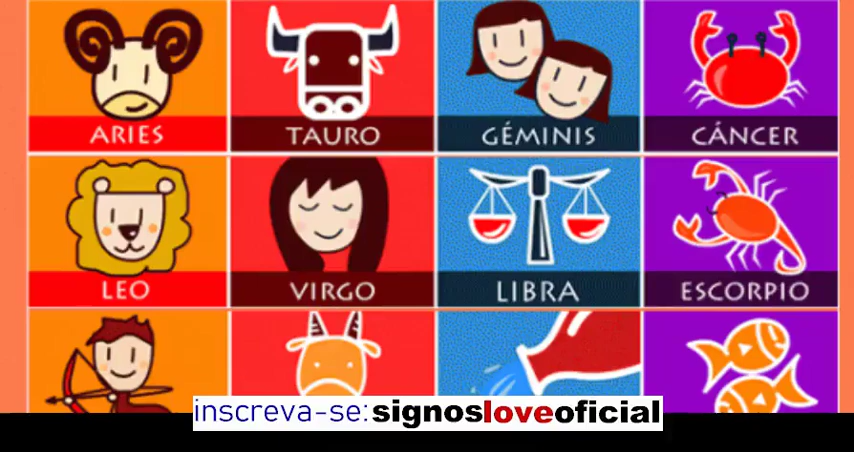 ARIES TAURO GÉMINIS CÁNCER
LEO VIRGO LIBRA ESCORPIO
inscreva-se:signosloveoficial